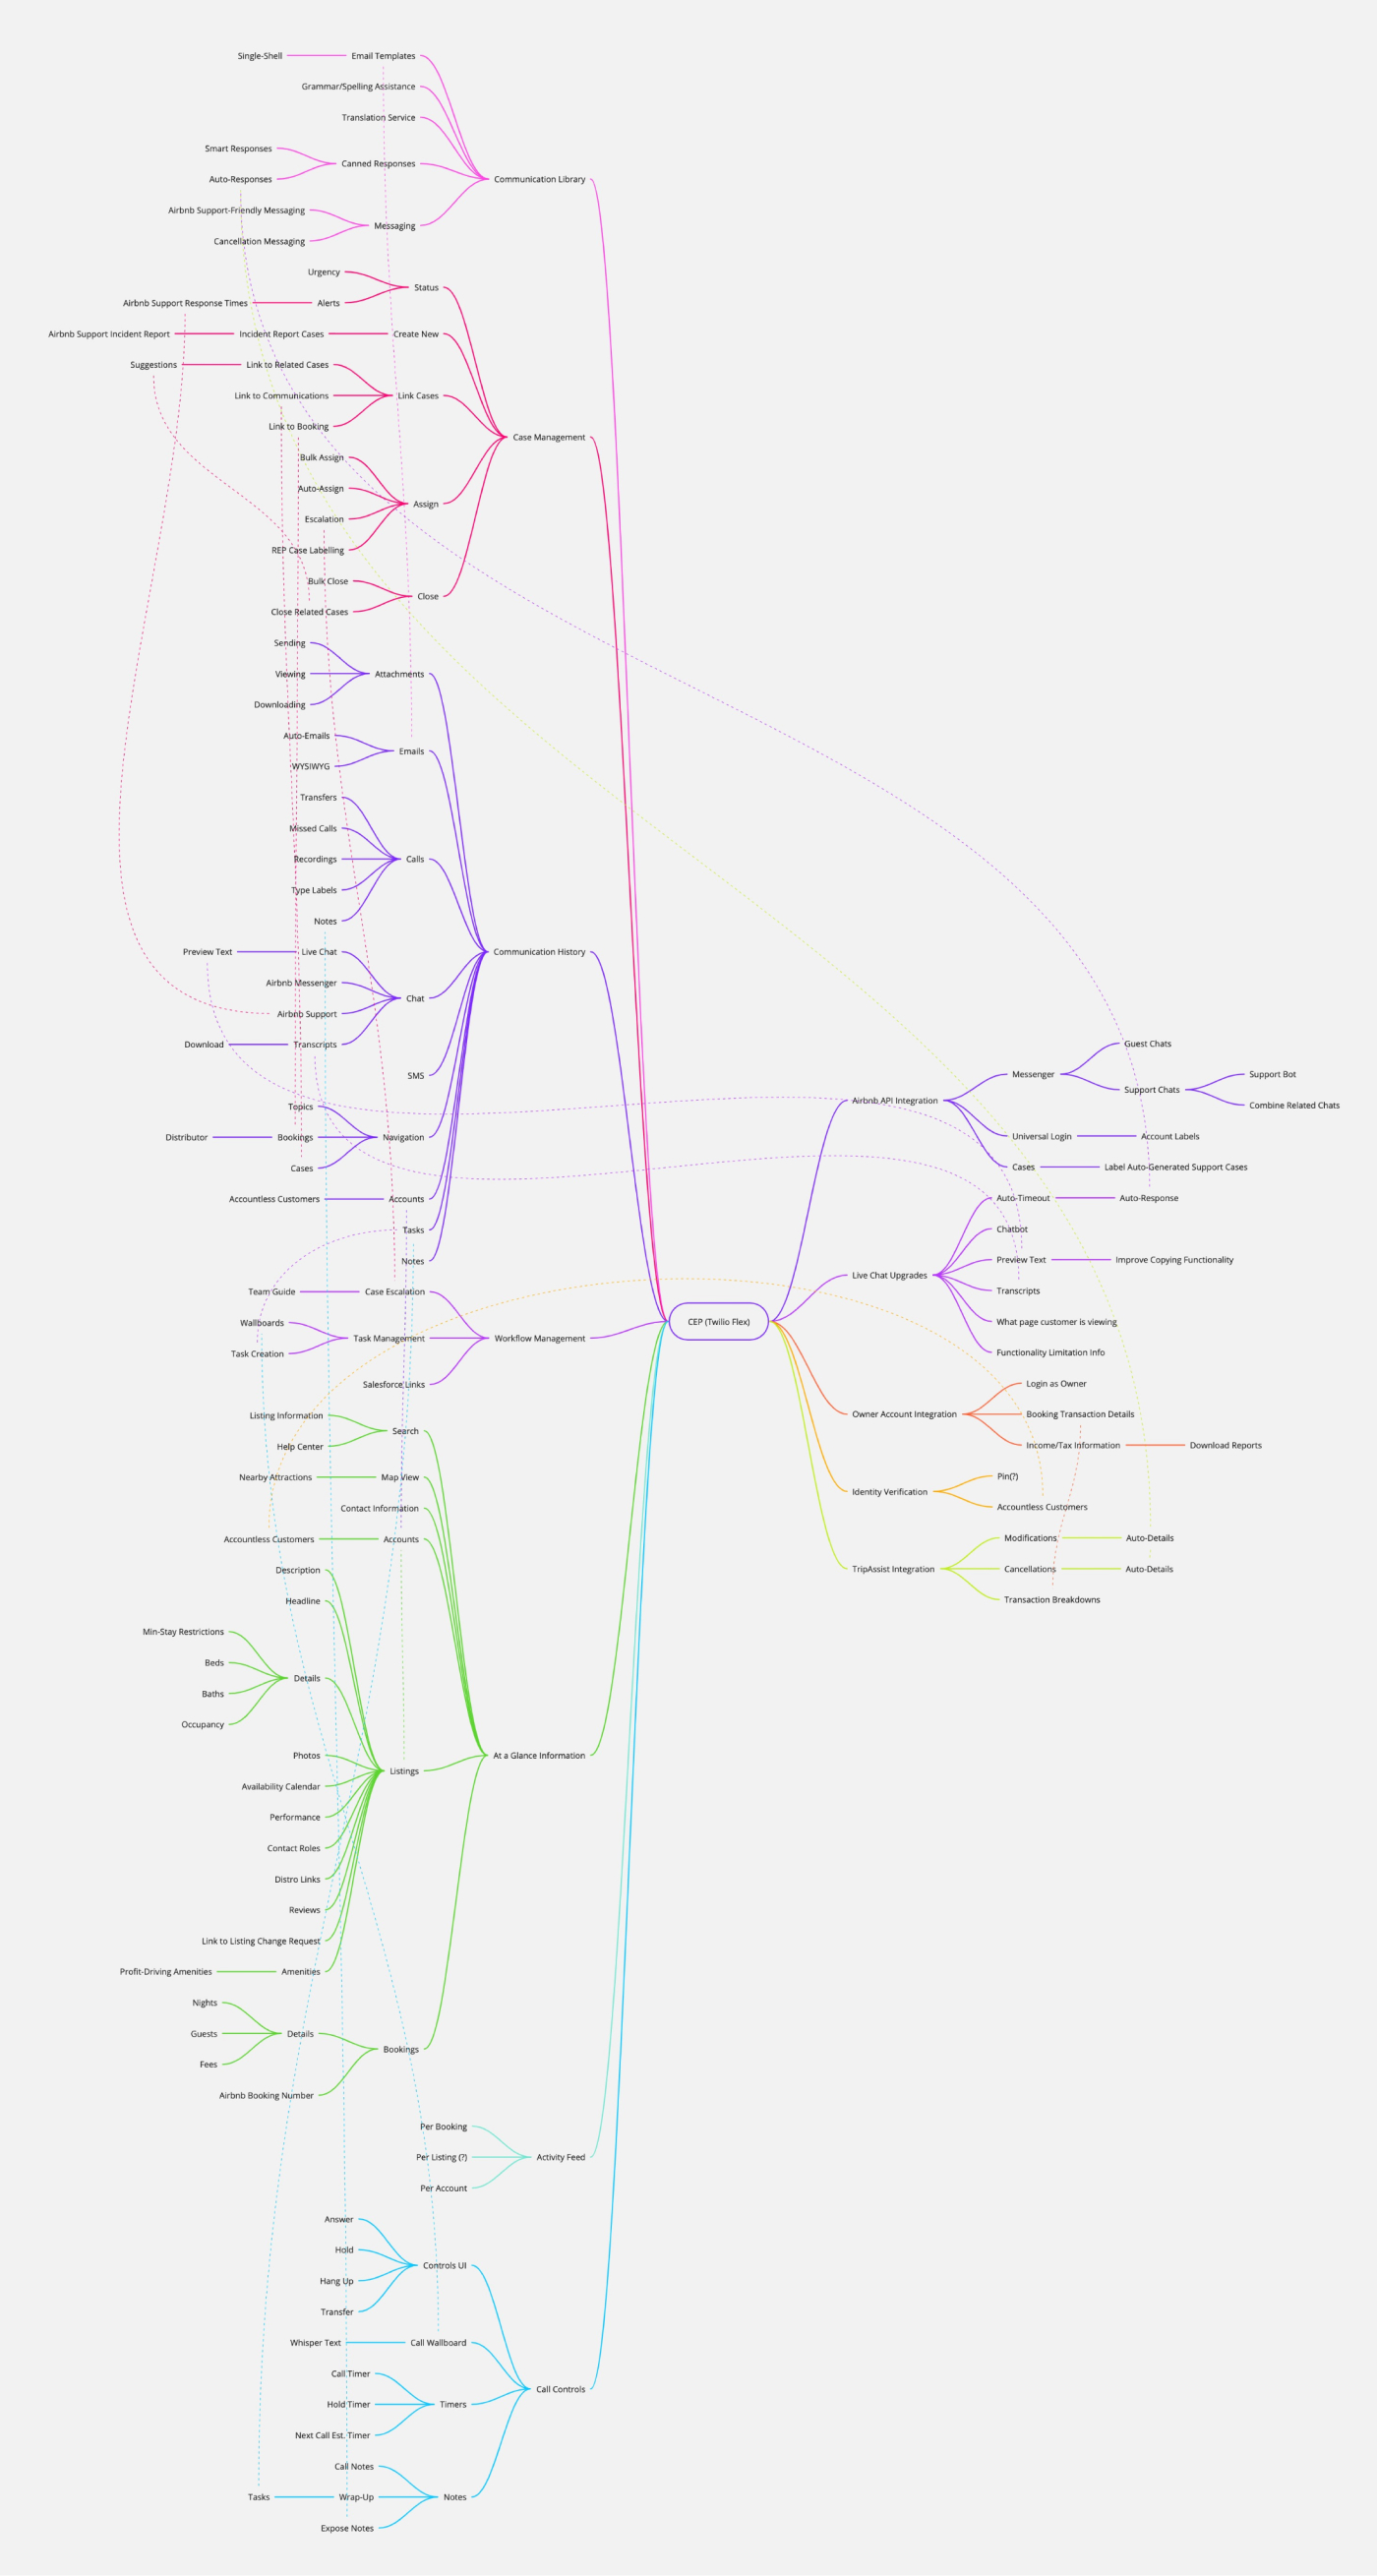 Single-Shell
Email Templates
Grammar/Spelling Assistance
Translation Service
Smart Responses
Canned Responses
Auto-Responses
Communication Library
Airbnb Support-Friendly Messaging
Messaging
Cancellation Messaging
Urgency
Status
Airbnb Support Response Times
Alerts
Airbnb Support Incident Report
Incident Report Cases
Create New
Suggestions
Link to Related Cases
Link to Communications
Link Cases
Link to Booking
Case Management
Bulk Assign
Auto-Assign
Assign
Escalation
REP Case Labelling
Bulk Close
Close
Close Related Cases
Sending
Viewing
Attachments
Downloading
Auto-Emails
Emails
WYSIWYG
Transfers
Missed Calls
Recordings
Calls
Type Labels
Notes
Preview Text
Live Chat
Communication History
Airbnb Messenger
Chat
Airbnb Support
Download
Transcripts
SMS
Topics
Distributor
Bookings
Navigation
Cases
Accountless Customers
Accounts
Tasks
Notes
Team Guide
Case Escalation
Wallboards
Task Management
Workflow Management
Task Creation
Salesforce Links
CEP (Twilio Flex)
Listing Information
Search
Help Center
Nearby Attractions
Map View
Contact Information
Accountless Customers
Accounts
Description
Headline
Min-Stay Restrictions
Beds
Details
Baths
Occupancy
Photos
At a Glance Information
Listings
Availability Calendar
Performance
Contact Roles
Distro Links
Reviews
Link to Listing Change Request
Profit-Driving Amenities
Amenities
Nights
Guests
Details
Bookings
Fees
Airbnb Booking Number
Per Booking
Per Listing (?)
Activity Feed
Per Account
Answer
Hold
Controls UI
Hang Up
Transfer
Whisper Text
Call Wallboard
Call Timer
Call Controls
Hold Timer
Timers
Next Call Est. Timer
Call Notes
Tasks
Wrap-Up
Notes
Expose Notes
Guest Chats
Messenger
Support Chats
Support Bot
Combine Related Chats
Airbnb API Integration
Universal Login
Account Labels
Cases
Label Auto-Generated Support Cases
Auto-Timeout
Auto-Response
Chatbot
Preview Text
Improve Copying Functionality
Live Chat Upgrades
Transcripts
What page customer is viewing
Functionality Limitation Info
Login as Owner
Owner Account Integration
Booking Transaction Details
Income/Tax Information
Download Reports
Pin(?)
Identity Verification
Accountless Customers
Modifications
Auto-Details
TripAssist Integration
Cancellations
Auto-Details
Transaction Breakdowns